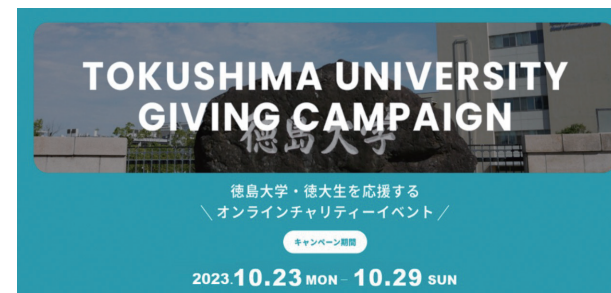 TOKUSHIMA UNIVERSITY
GIVING CAMPAIGN
徳島大学
徳島大学・徳大生を応援する
＼ オンラインチャリティーイベント ／
キャンペーン期間
2023.10.23 MON – 10.29 SUN